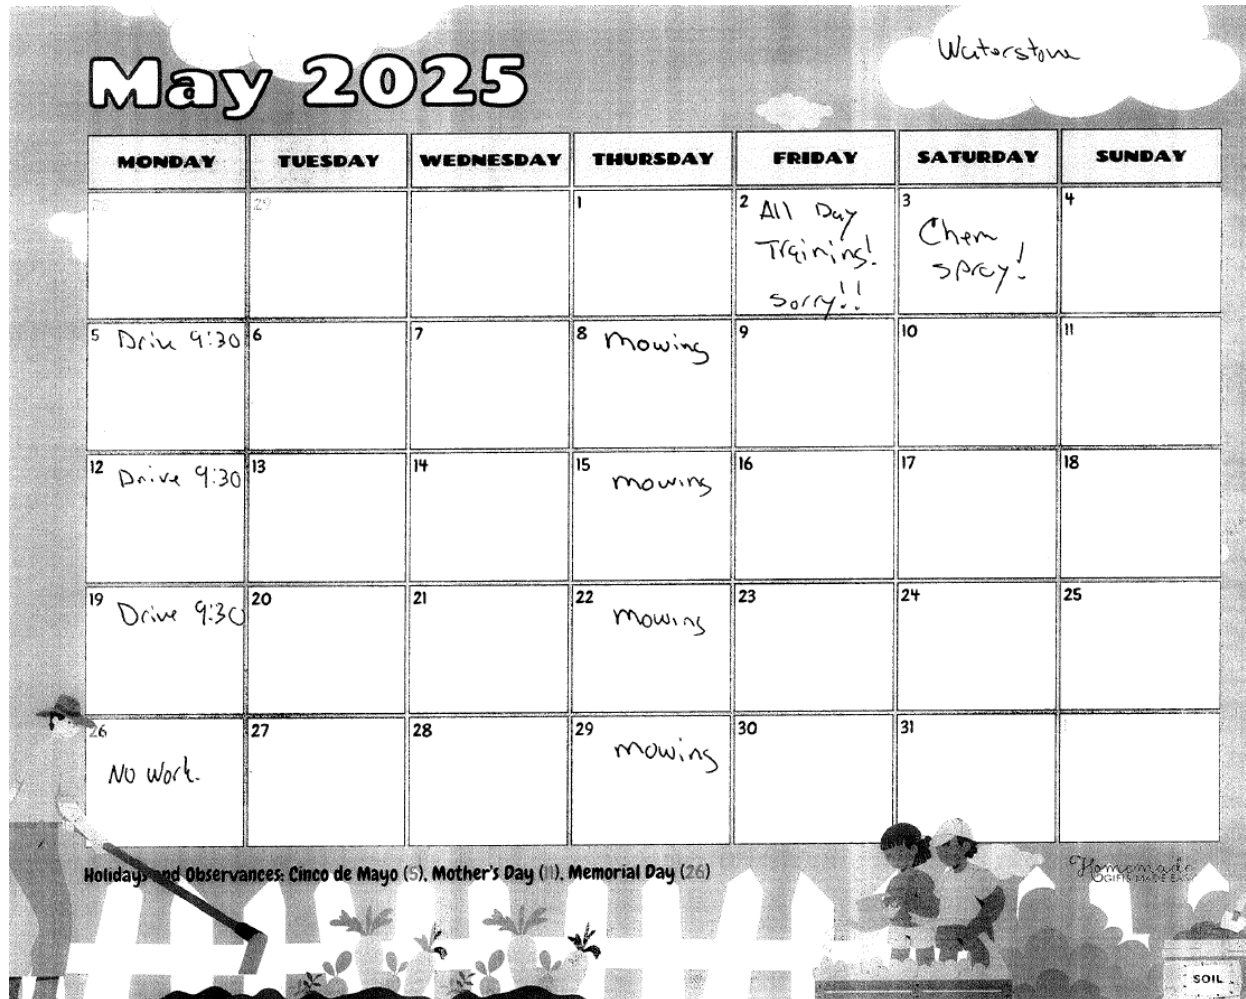 Waterstone
May 2025
MONDAY TUESDAY WEDNESDAY THURSDAY FRIDAY SATURDAY SUNDAY
28 29 1 2 3 4
All Day
Training!
Sorry!!
Chem
spray!
5 Drive 9:30 6 7 8 mowing 9 10 11
12 Drive 9:30 13 14 15 mowing 16 17 18
19 Drive 9:30 20 21 22 mowing 23 24 25
26 27 28 29 mowing 30 31
No work.
Holidays and Observances: Cinco de Mayo (5), Mother's Day (11), Memorial Day (26)
Homemade
GIFTS MADE EASY
SOIL